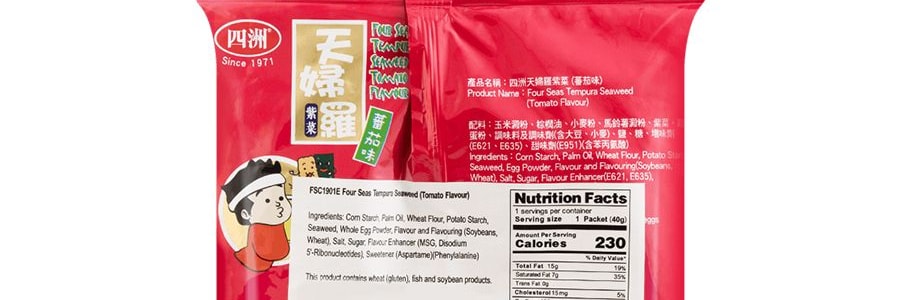 四洲
Since 1971
天婦羅
紫菜
FOUR SEAS
TEMPURA
SEAWEED
TOMATO
FLAVOUR
蕃茄味
產品名稱：四洲天婦羅紫菜 (蕃茄味)
Product Name：Four Seas Tempura Seaweed
(Tomato Flavour)
配料：玉米澱粉、棕櫚油、小麥粉、馬鈴薯澱粉、紫菜、
蛋粉、調味料及調味劑(含大豆、小麥)、鹽、糖、增味劑
(E621、E635)、甜味劑(E951)(含苯丙氨酸)
Ingredients：Corn Starch, Palm Oil, Wheat Flour, Potato
Seaweed, Egg Powder, Flavour and Flavouring(Soybeans,
Wheat), Salt, Sugar, Flavour Enhancer(E621, E635),
eggs
FSC1901E Four Seas Tempura Seaweed (Tomato Flavour)
Ingredients: Corn Starch, Palm Oil, Wheat Flour, Potato Starch,
Seaweed, Whole Egg Powder, Flavour and Flavouring (Soybeans,
Wheat), Salt, Sugar, Flavour Enhancer (MSG, Disodium
5'-Ribonucleotides), Sweetener (Aspartame)(Phenylalanine)
This product contains wheat (gluten), fish and soybean products.
Nutrition Facts
1 servings per container
Serving size 1 Packet (40g)
Amount Per Serving
Calories 230
% Daily Value*
Total Fat 15g 19%
Saturated Fat 7g 35%
Trans Fat 0g
Cholesterol 15mg 5%